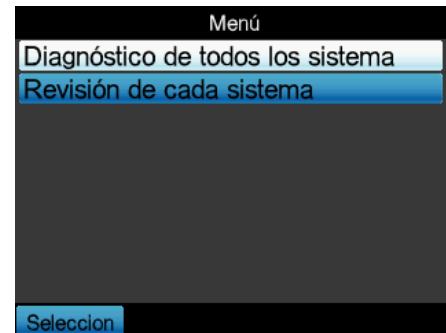 Menú
Diagnóstico de todos los sistema
Revisión de cada sistema
Seleccion